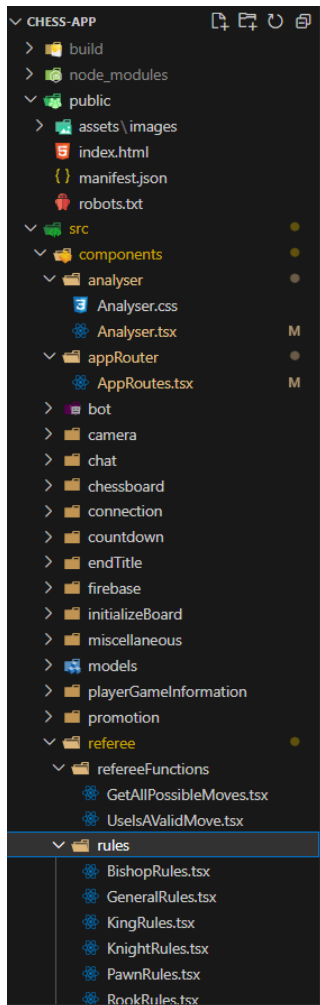 CHESS-APP
build
node_modules
public
assets\images
index.html
manifest.json
robots.txt
src
components
analyser
Analyser.css
Analyser.tsx M
appRouter
AppRoutes.tsx M
bot
camera
chat
chessboard
connection
countdown
endTitle
firebase
initializeBoard
miscellaneous
models
playerGameInformation
promotion
referee
refereeFunctions
GetAllPossibleMoves.tsx
UseIsAValidMove.tsx
rules
BishopRules.tsx
GeneralRules.tsx
KingRules.tsx
KnightRules.tsx
PawnRules.tsx
RookRules.tsx